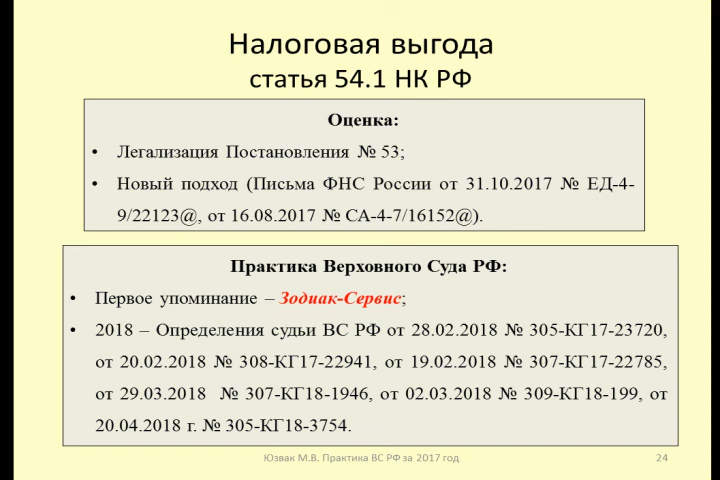 Налоговая выгода
статья 54.1 НК РФ
Оценка:
• Легализация Постановления № 53;
• Новый подход (Письма ФНС России от 31.10.2017 № ЕД-4-
9/22123@, от 16.08.2017 № СА-4-7/16152@).
Практика Верховного Суда РФ:
• Первое упоминание – Зодиак-Сервис;
• 2018 – Определения судьи ВС РФ от 28.02.2018 № 305-КГ17-23720,
от 20.02.2018 № 308-КГ17-22941, от 19.02.2018 № 307-КГ17-22785,
от 29.03.2018 № 307-КГ18-1946, от 02.03.2018 № 309-КГ18-199, от
20.04.2018 г. № 305-КГ18-3754.
Юзвак М.В. Практика ВС РФ за 2017 год
24